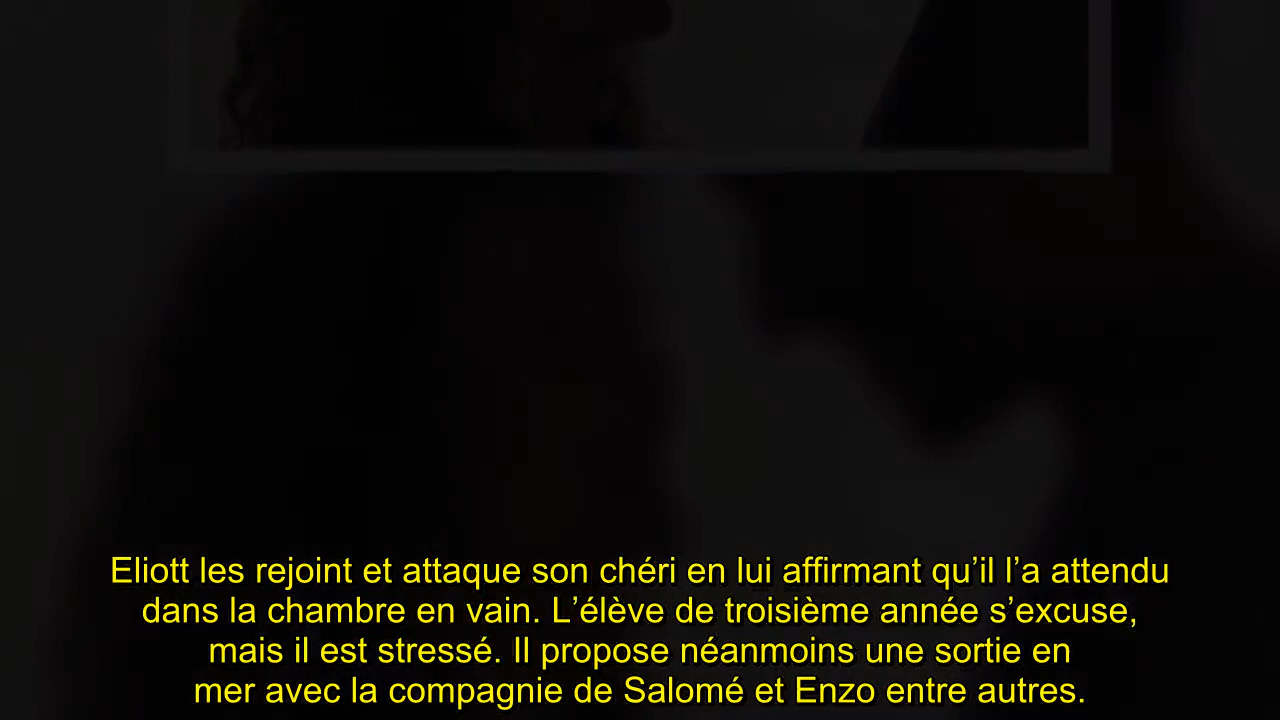 Eliott les rejoint et attaque son chéri en lui affirmant qu’il l’a attendu
dans la chambre en vain. L’élève de troisième année s’excuse,
mais il est stressé. Il propose néanmoins une sortie en
mer avec la compagnie de Salomé et Enzo entre autres.